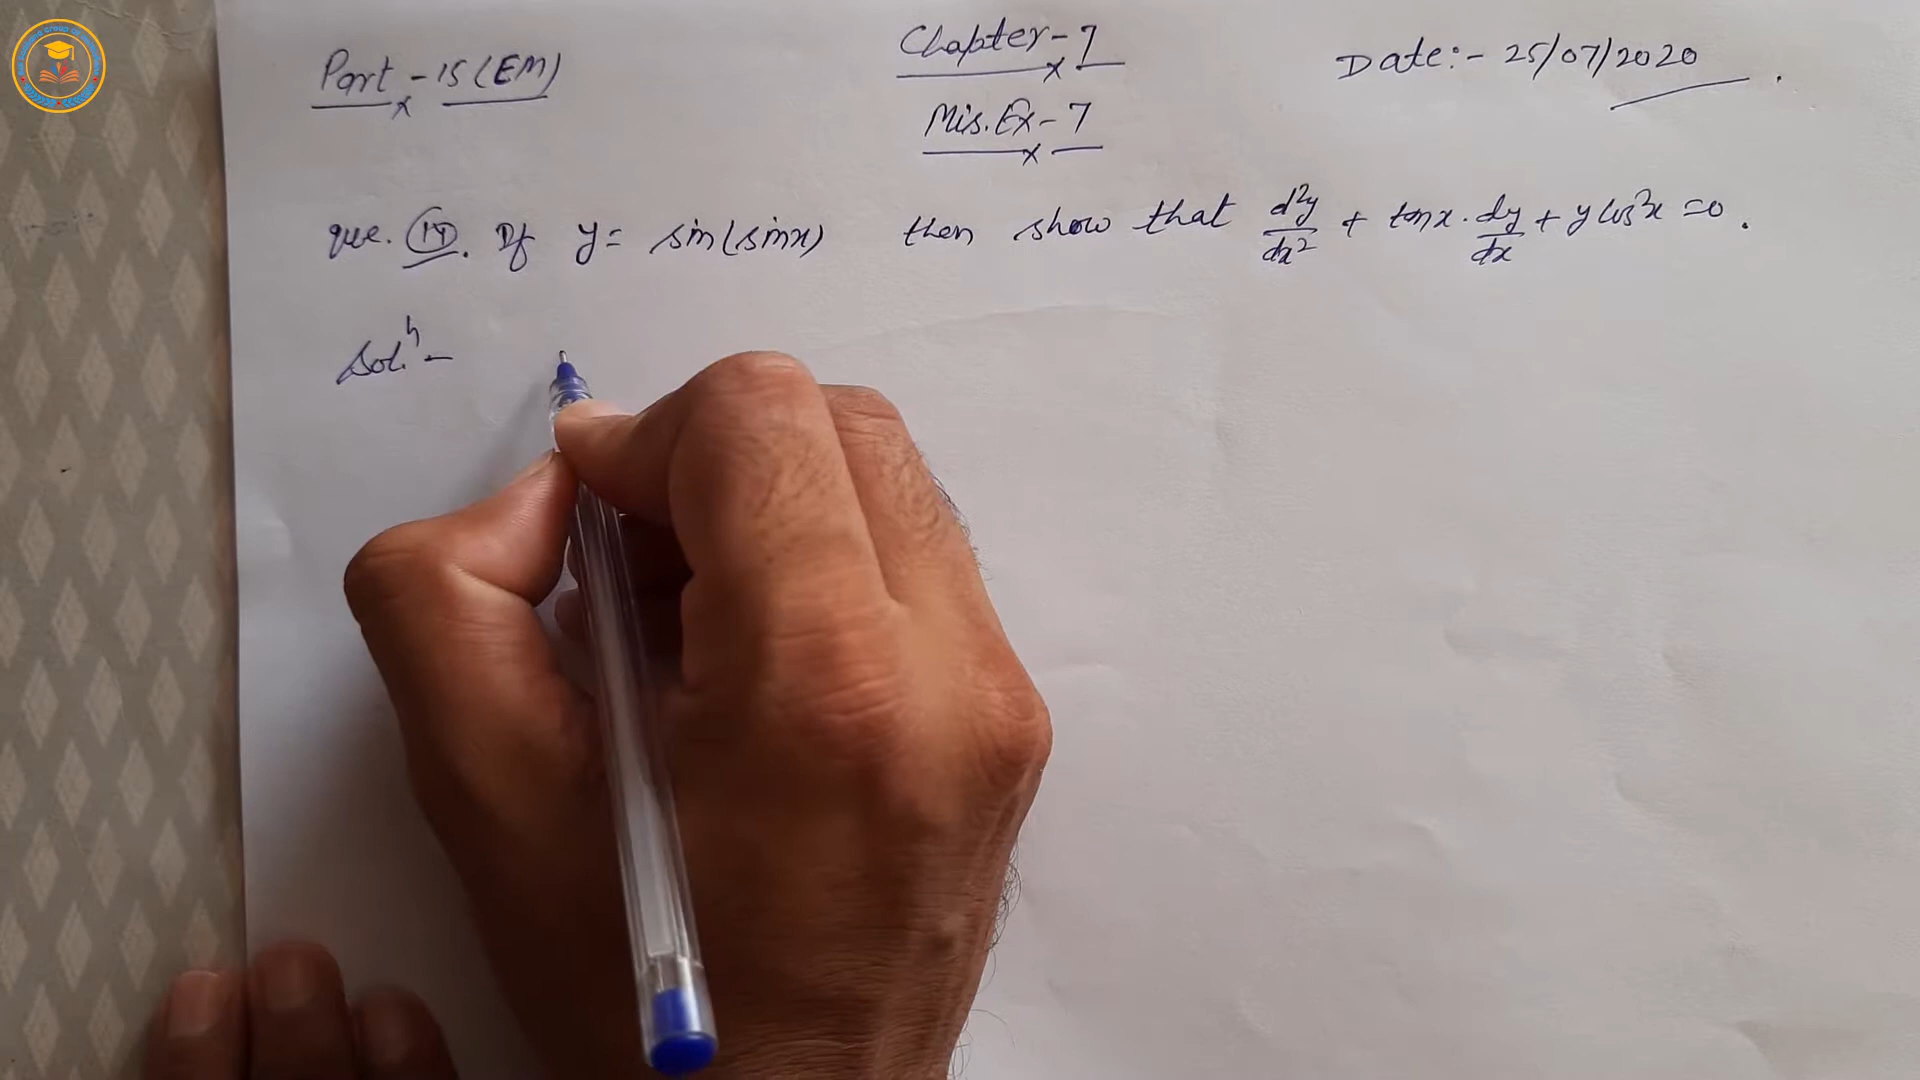 Part - 15 (EM)
Chapter - 7
Date:- 25/07/2020
Mis. Ex - 7
que. 19. If y = sin(sinx) then show that d²y/dx² + tanx . dy/dx + y cos²x = 0 .
Solⁿ -